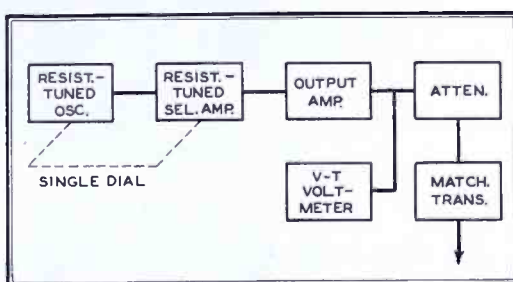 RESIST.-
TUNED
OSC.
RESIST.-
TUNED
SEL. AMP.
OUTPUT
AMP.
ATTEN.
SINGLE DIAL
V-T
VOLT-
METER
MATCH.
TRANS.